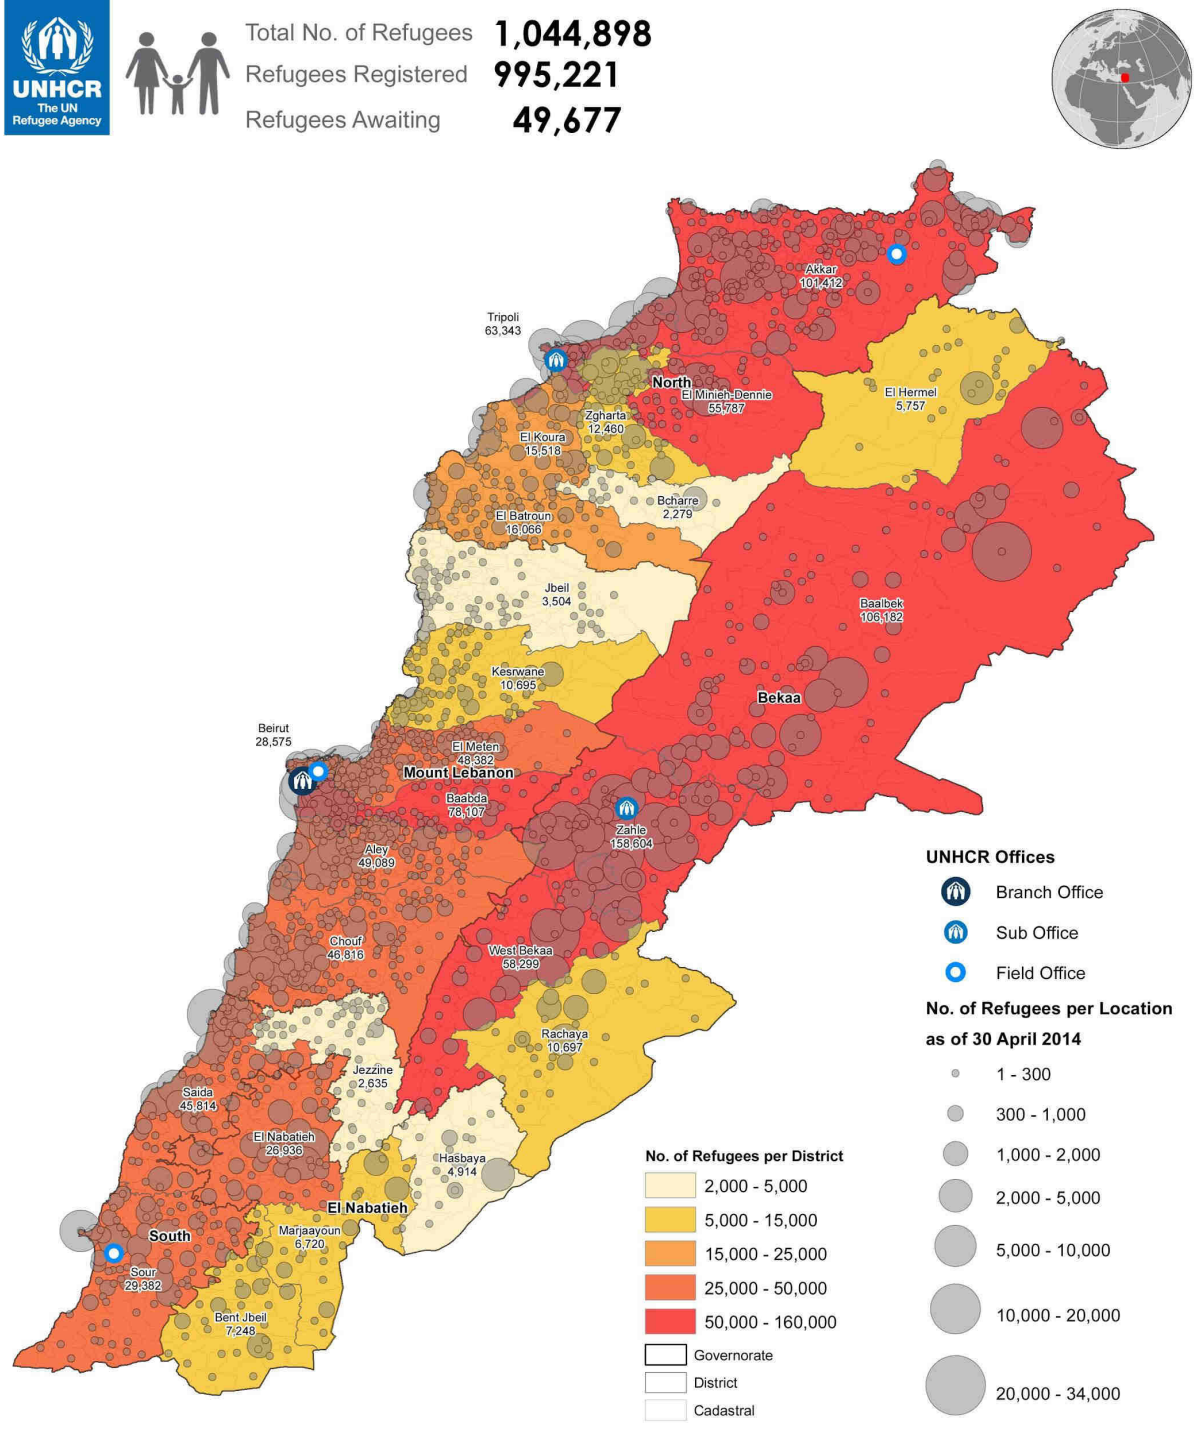 UNHCR
The UN
Refugee Agency
Total No. of Refugees 1,044,898
Refugees Registered 995,221
Refugees Awaiting 49,677
Akkar
101,412
Tripoli
63,343
North
El Minieh-Dennie
55,787
El Hermel
5,757
Zgharta
12,460
El Koura
15,518
Bcharre
2,279
El Batroun
16,066
Jbeil
3,504
Baalbek
106,182
Kesrwane
10,695
Bekaa
Beirut
28,575
El Meten
48,382
Mount Lebanon
Baabda
78,107
Zahle
158,604
Aley
49,089
Chouf
46,816
West Bekaa
58,299
Rachaya
10,697
Jezzine
2,635
Saida
45,814
El Nabatieh
26,936
Hasbaya
4,914
El Nabatieh
South
Marjaayoun
6,720
Sour
29,382
Bent Jbeil
7,248
UNHCR Offices
Branch Office
Sub Office
Field Office
No. of Refugees per Location
as of 30 April 2014
1 - 300
300 - 1,000
1,000 - 2,000
2,000 - 5,000
5,000 - 10,000
10,000 - 20,000
20,000 - 34,000
No. of Refugees per District
2,000 - 5,000
5,000 - 15,000
15,000 - 25,000
25,000 - 50,000
50,000 - 160,000
Governorate
District
Cadastral